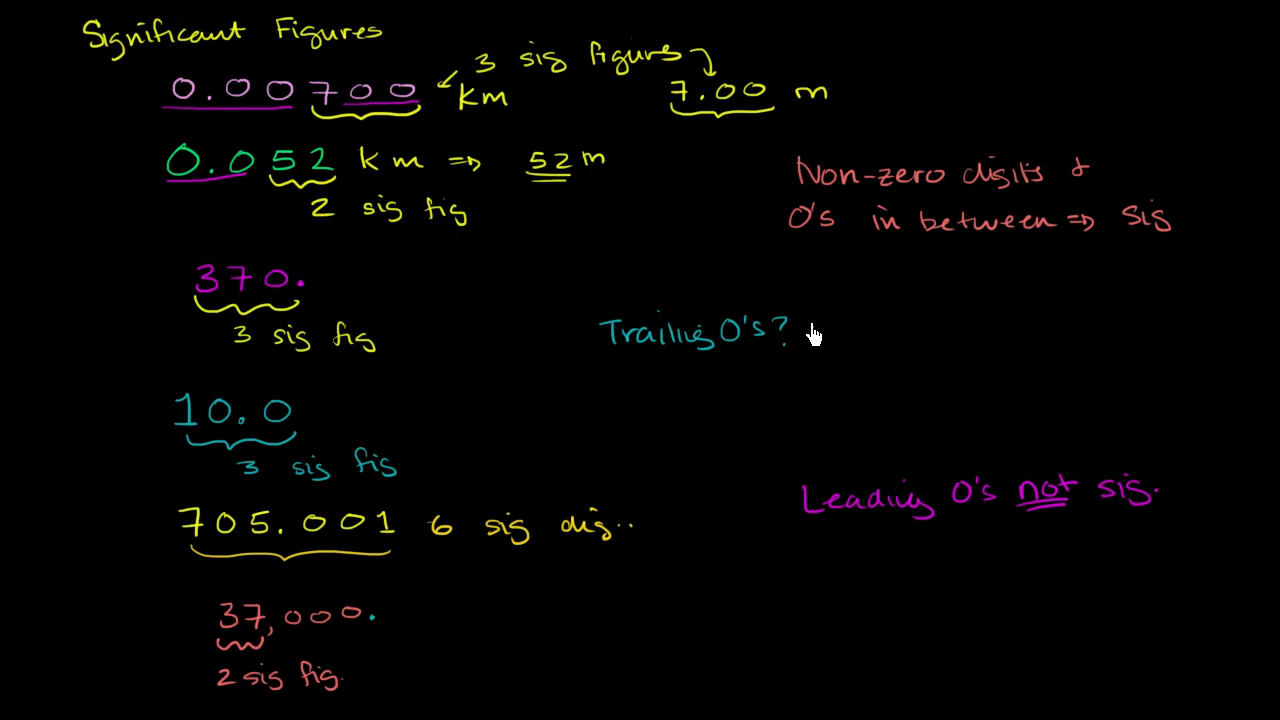 Significant Figures
3 sig figures
0.00700 km 7.00 m
0.052 km ⇒ 52 m
2 sig fig
Non-zero digits &
0's in between ⇒ sig
370.
3 sig fig
Trailing 0's?
10.0
3 sig fig
Leading 0's not sig.
705.001 6 sig dig..
37,000.
2 sig fig.